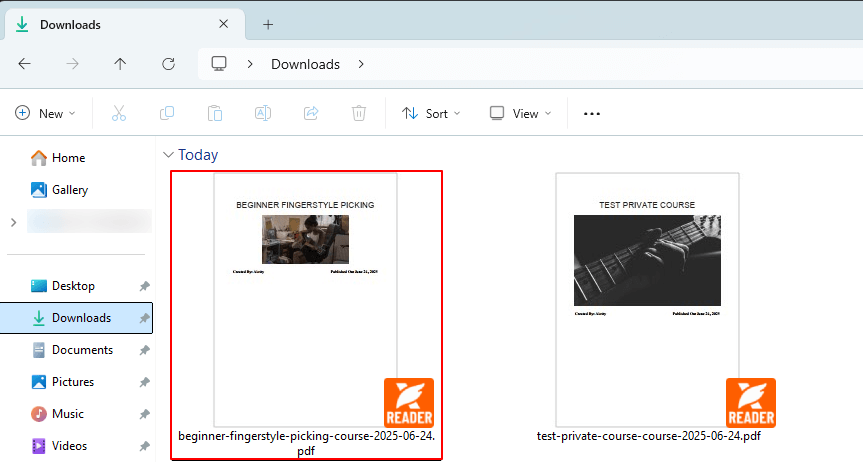 Downloads
Downloads
New
Sort
View
Home
Gallery
Desktop
Downloads
Documents
Pictures
Music
Videos
Today
BEGINNER FINGERSTYLE PICKING
Created By: Alotty
Published On: June 24, 2025
READER
beginner-fingerstyle-picking-course-2025-06-24.
pdf
TEST PRIVATE COURSE
Created By: Alotty
Published On: June 24, 2025
READER
test-private-course-course-2025-06-24.pdf